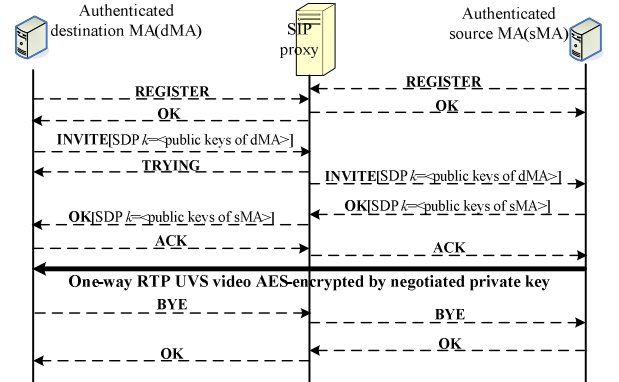 Authenticated
destination MA(dMA)
SIP
proxy
Authenticated
source MA(sMA)
REGISTER
REGISTER
OK
OK
INVITE[SDP k=<public keys of dMA>]
TRYING
INVITE[SDP k=<public keys of dMA>]
OK[SDP k=<public keys of sMA>]
OK[SDP k=<public keys of sMA>]
ACK
ACK
One-way RTP UVS video AES-encrypted by negotiated private key
BYE
BYE
OK
OK